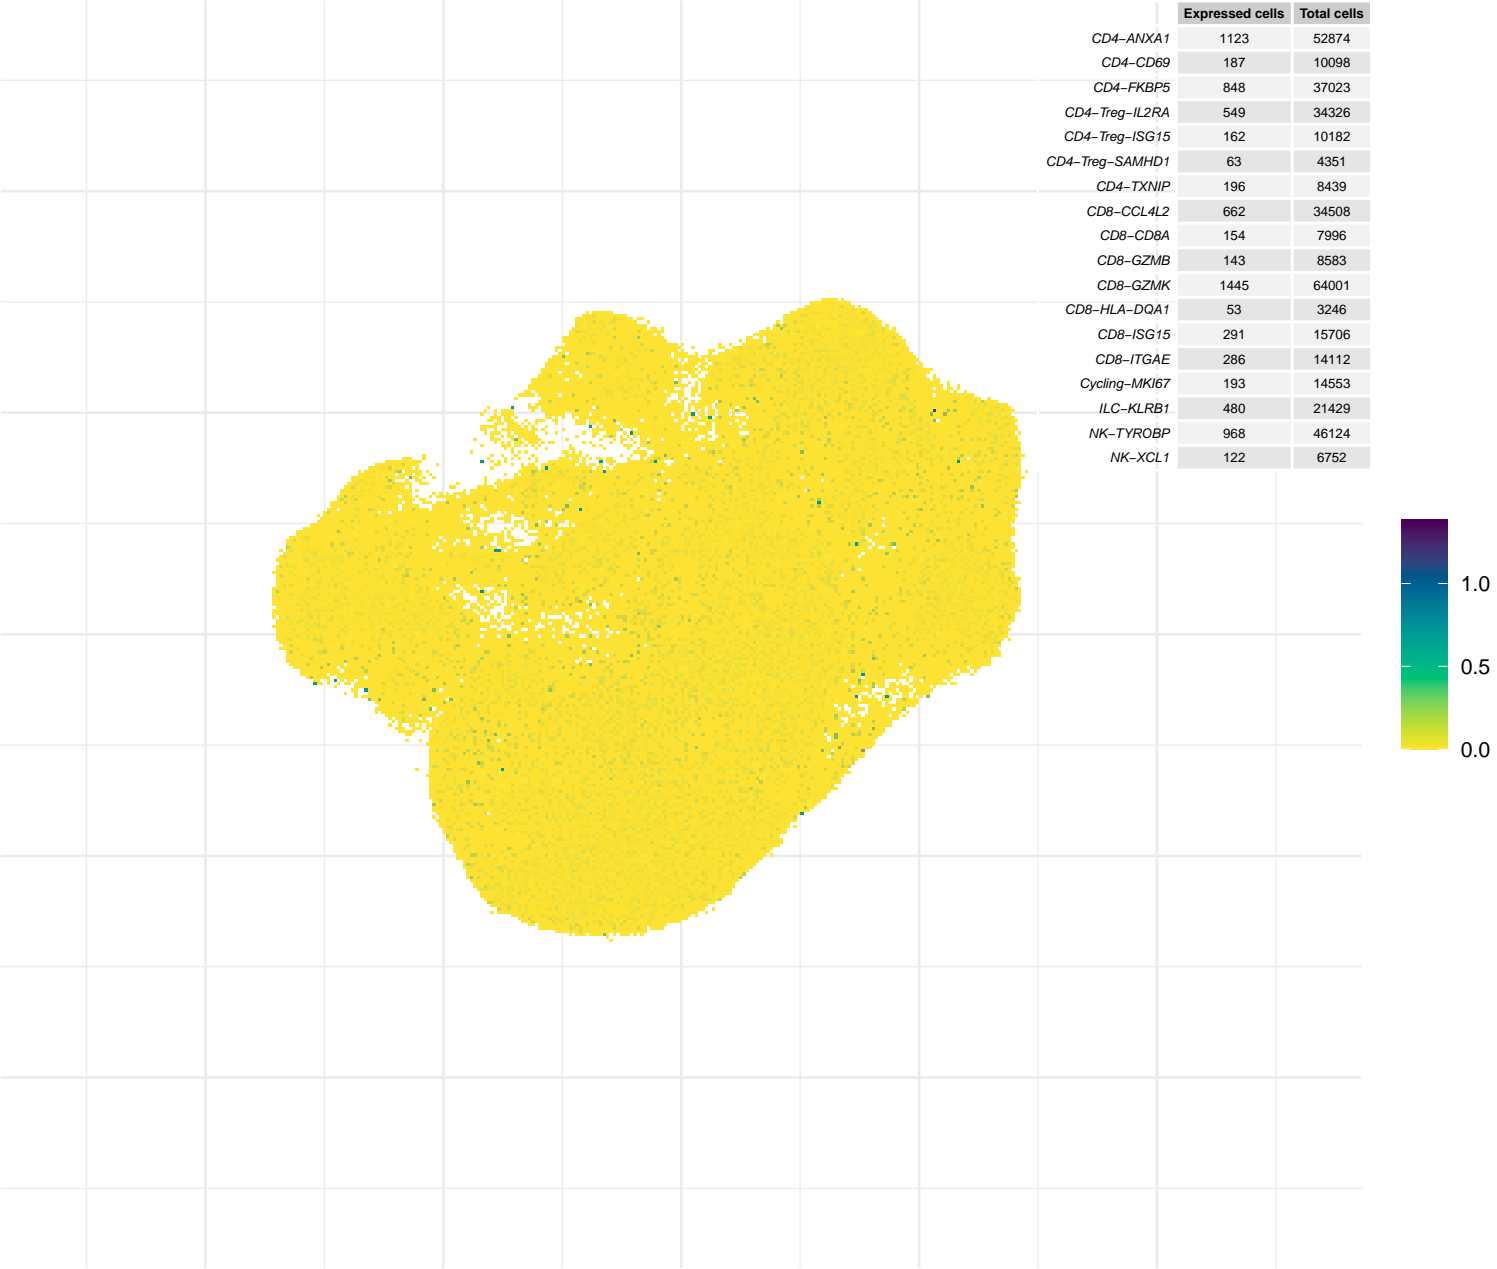 Expressed cells Total cells
CD4−ANXA1 1123 52874
CD4−CD69 187 10098
CD4−FKBP5 848 37023
CD4−Treg−IL2RA 549 34326
CD4−Treg−ISG15 162 10182
CD4−Treg−SAMHD1 63 4351
CD4−TXNIP 196 8439
CD8−CCL4L2 662 34508
CD8−CD8A 154 7996
CD8−GZMB 143 8583
CD8−GZMK 1445 64001
CD8−HLA−DQA1 53 3246
CD8−ISG15 291 15706
CD8−ITGAE 286 14112
Cycling−MKI67 193 14553
ILC−KLRB1 480 21429
NK−TYROBP 968 46124
NK−XCL1 122 6752
1.0
0.5
0.0